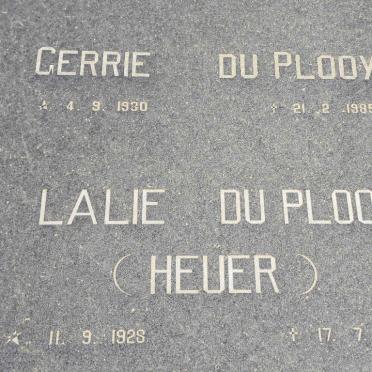 GERRIE DU PLOOY
* 4. 9. 1930 † 21. 2. 1985
LALIE DU PLOO
( HEUER )
* 11. 9. 1928 † 17. 7